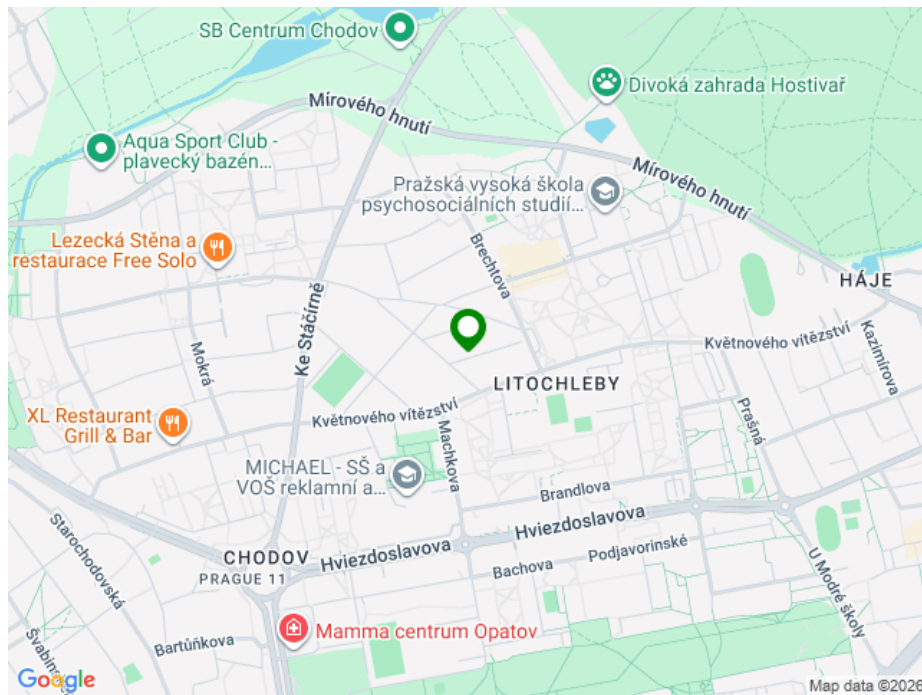 SB Centrum Chodov
Divoká zahrada Hostivař
Mírového hnutí
Aqua Sport Club -
plavecký bazén...
Pražská vysoká škola
psychosociálních studií...
Mírového hnutí
Lezecká Stěna a
restaurace Free Solo
Brechtova
HÁJE
Ke Stáčírně
Mokrá
Květnového vítězství
Kazimírova
LITOCHLEBY
XL Restaurant
Grill & Bar
Květnového vítězství
Machkova
Prašná
MICHAEL - SŠ a
VOŠ reklamní a...
Brandlova
Starochodovská
Hviezdoslavova
CHODOV
PRAGUE 11
Hviezdoslavova
Podjavorinské
Bachova
U Modré školy
Mamma centrum Opatov
Bartůňkova
Google
Map data ©2026